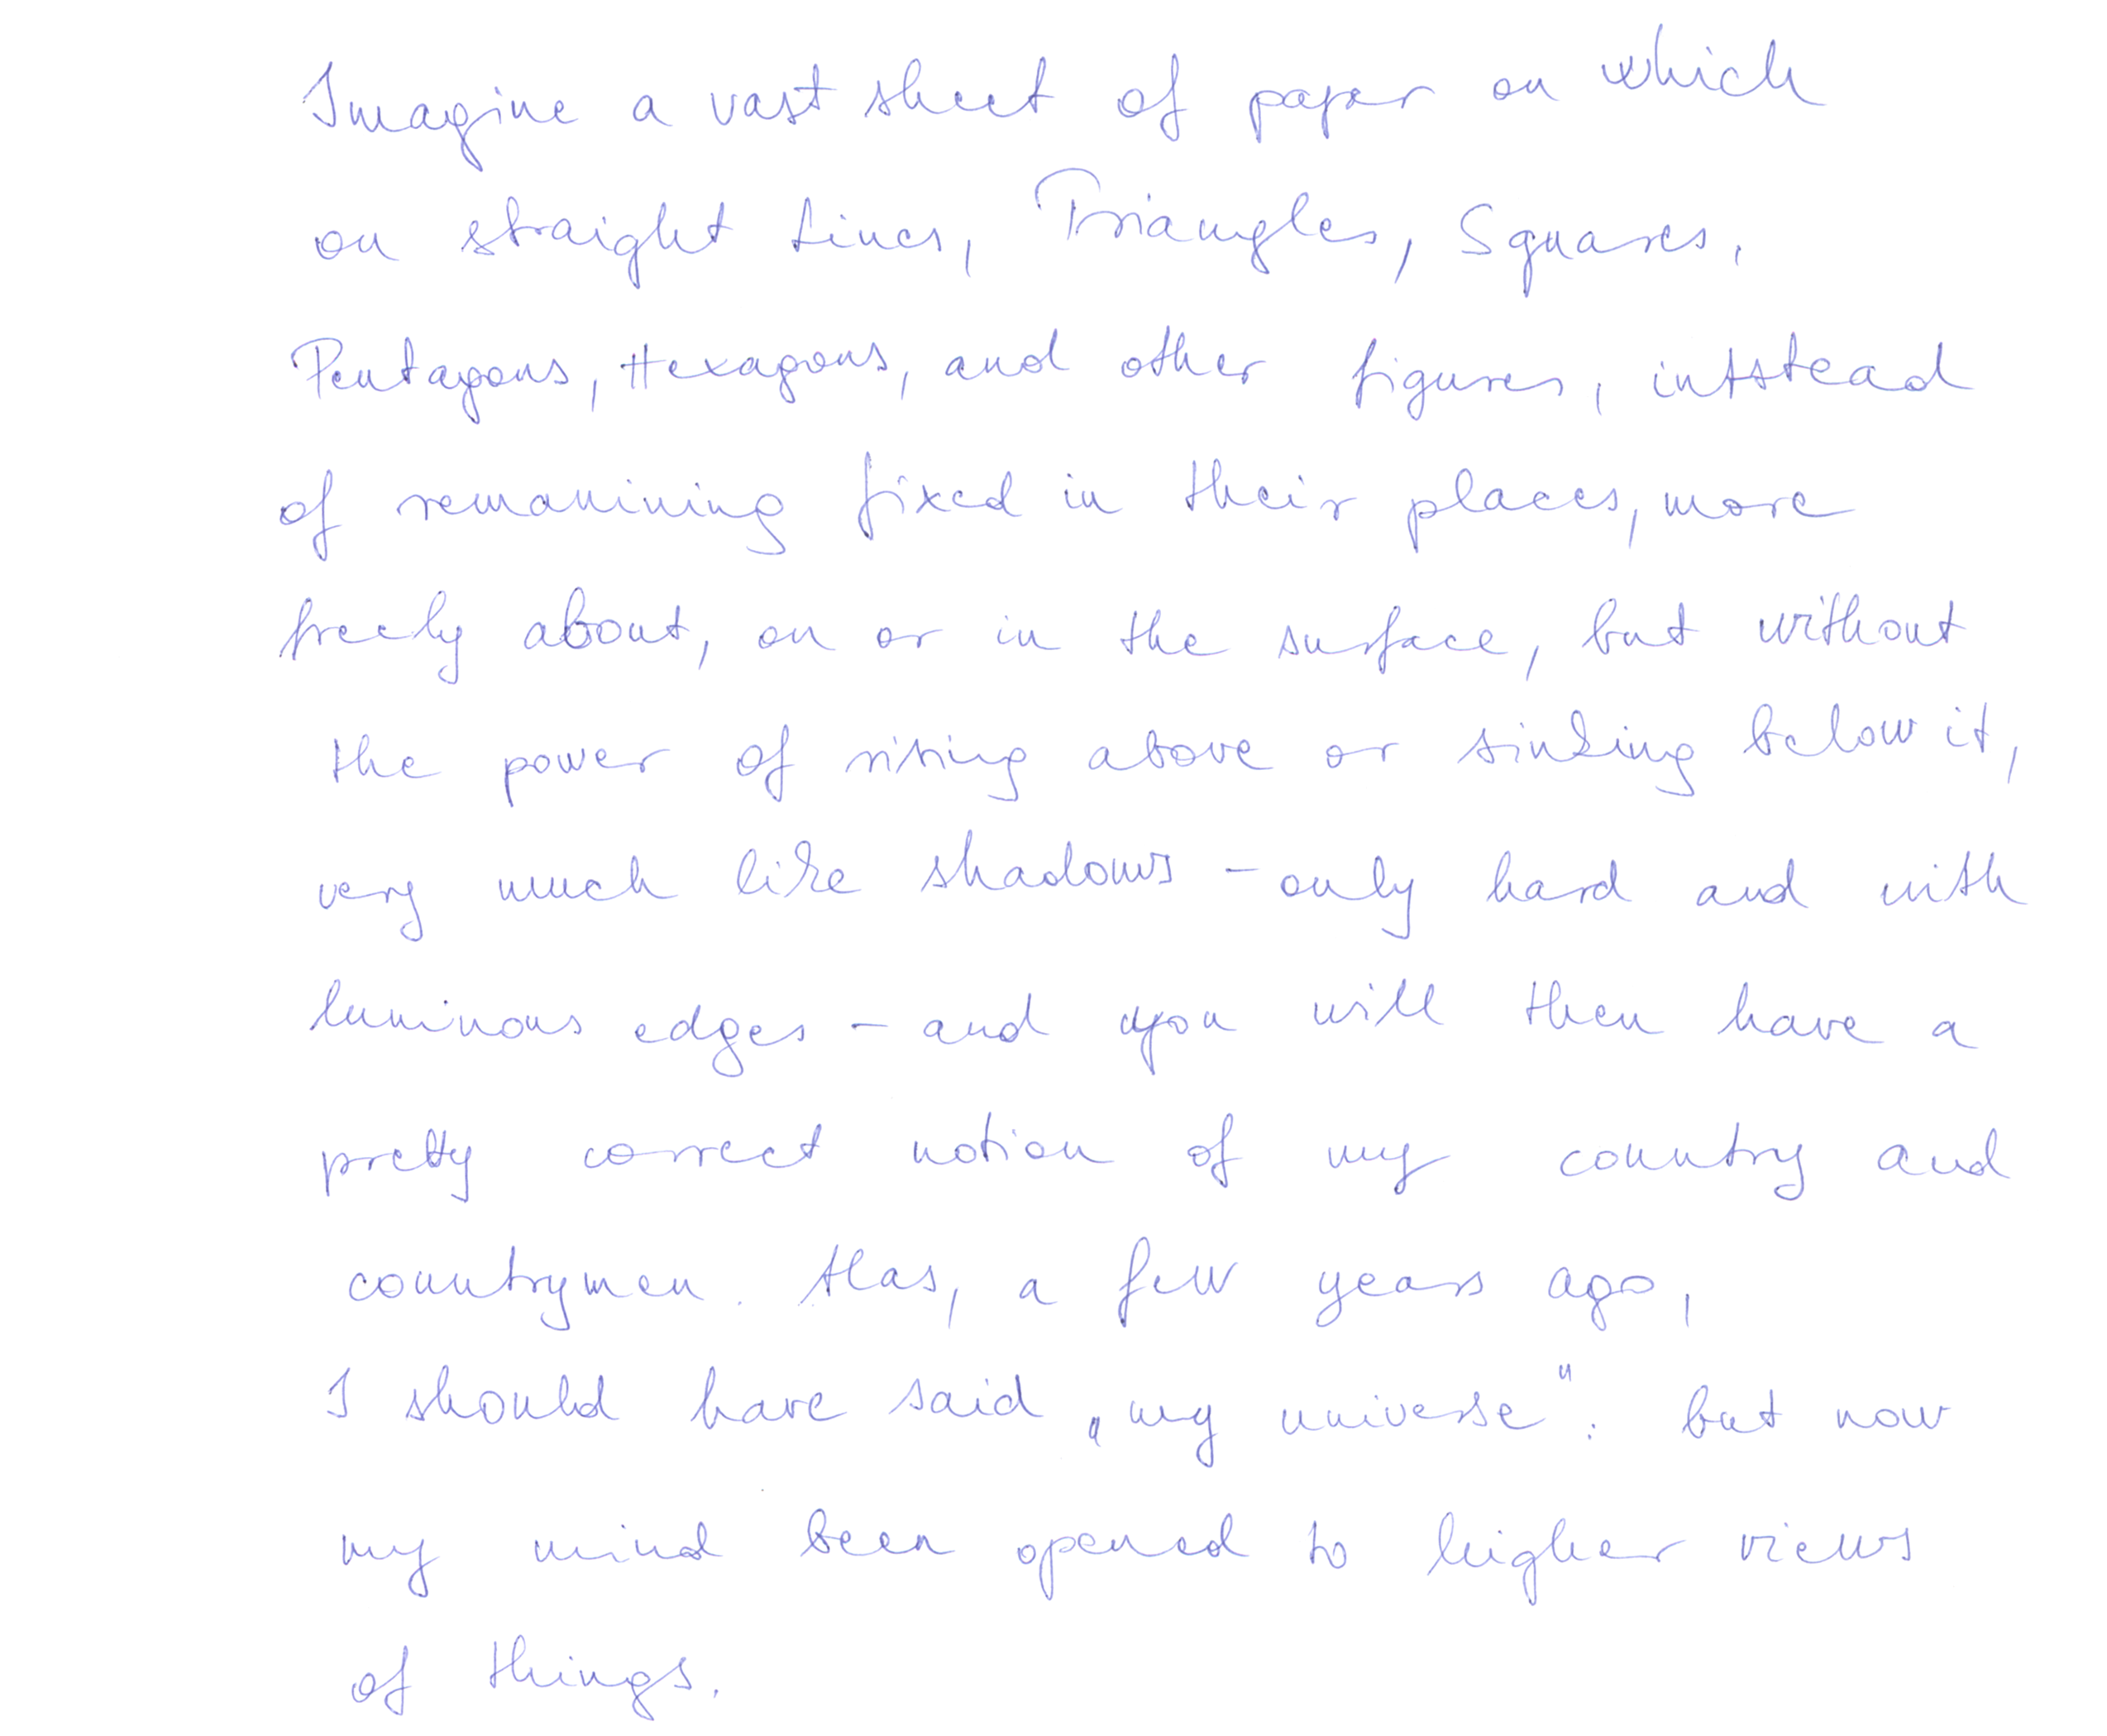 Imagine a vast sheet of paper on which
on straight Lines, Triangles, Squares,
Pentagons, Hexagons, and other figures, intstead
of remamining fixed in their places, more
freely about, on or in the surface, but without
the power of rising above or sinking below it,
very much like shadows - only hard and with
luminous edges - and you will then have a
pretty correct notion of my country and
countrymen. Alas, a few years ago,
I should have said „my universe": but now
my mind been opened to higher views
of things.